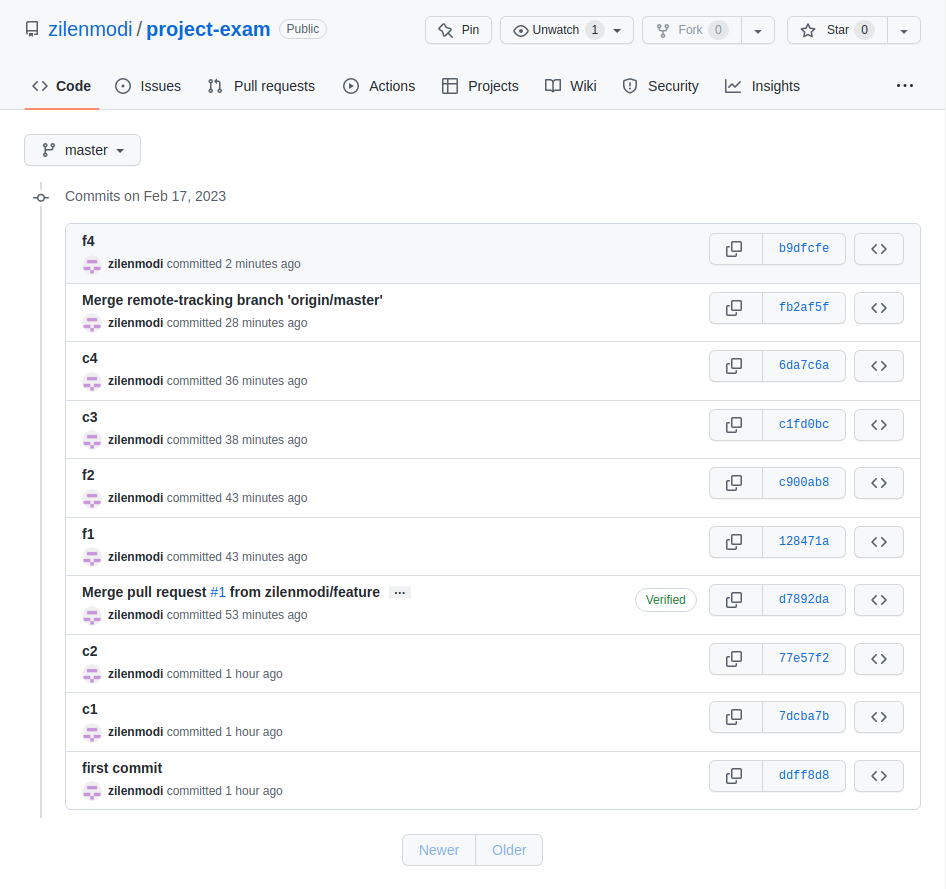 zilenmodi / project-exam Public Pin Unwatch 1 Fork 0 Star 0
Code Issues Pull requests Actions Projects Wiki Security Insights ...
master
Commits on Feb 17, 2023
f4
zilenmodi committed 2 minutes ago b9dfcfe
Merge remote-tracking branch 'origin/master'
zilenmodi committed 28 minutes ago fb2af5f
c4
zilenmodi committed 36 minutes ago 6da7c6a
c3
zilenmodi committed 38 minutes ago c1fd0bc
f2
zilenmodi committed 43 minutes ago c900ab8
f1
zilenmodi committed 43 minutes ago 128471a
Merge pull request #1 from zilenmodi/feature ...
zilenmodi committed 53 minutes ago Verified d7892da
c2
zilenmodi committed 1 hour ago 77e57f2
c1
zilenmodi committed 1 hour ago 7dcba7b
first commit
zilenmodi committed 1 hour ago ddff8d8
Newer Older